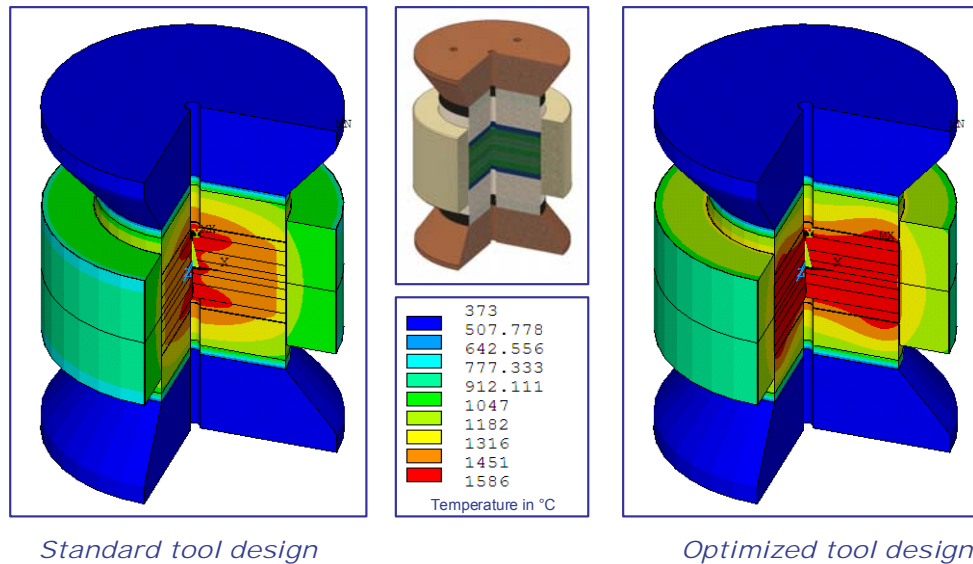 373
507.778
642.556
777.333
912.111
1047
1182
1316
1451
1586
Temperature in °C
Standard tool design
Optimized tool design
X
MX